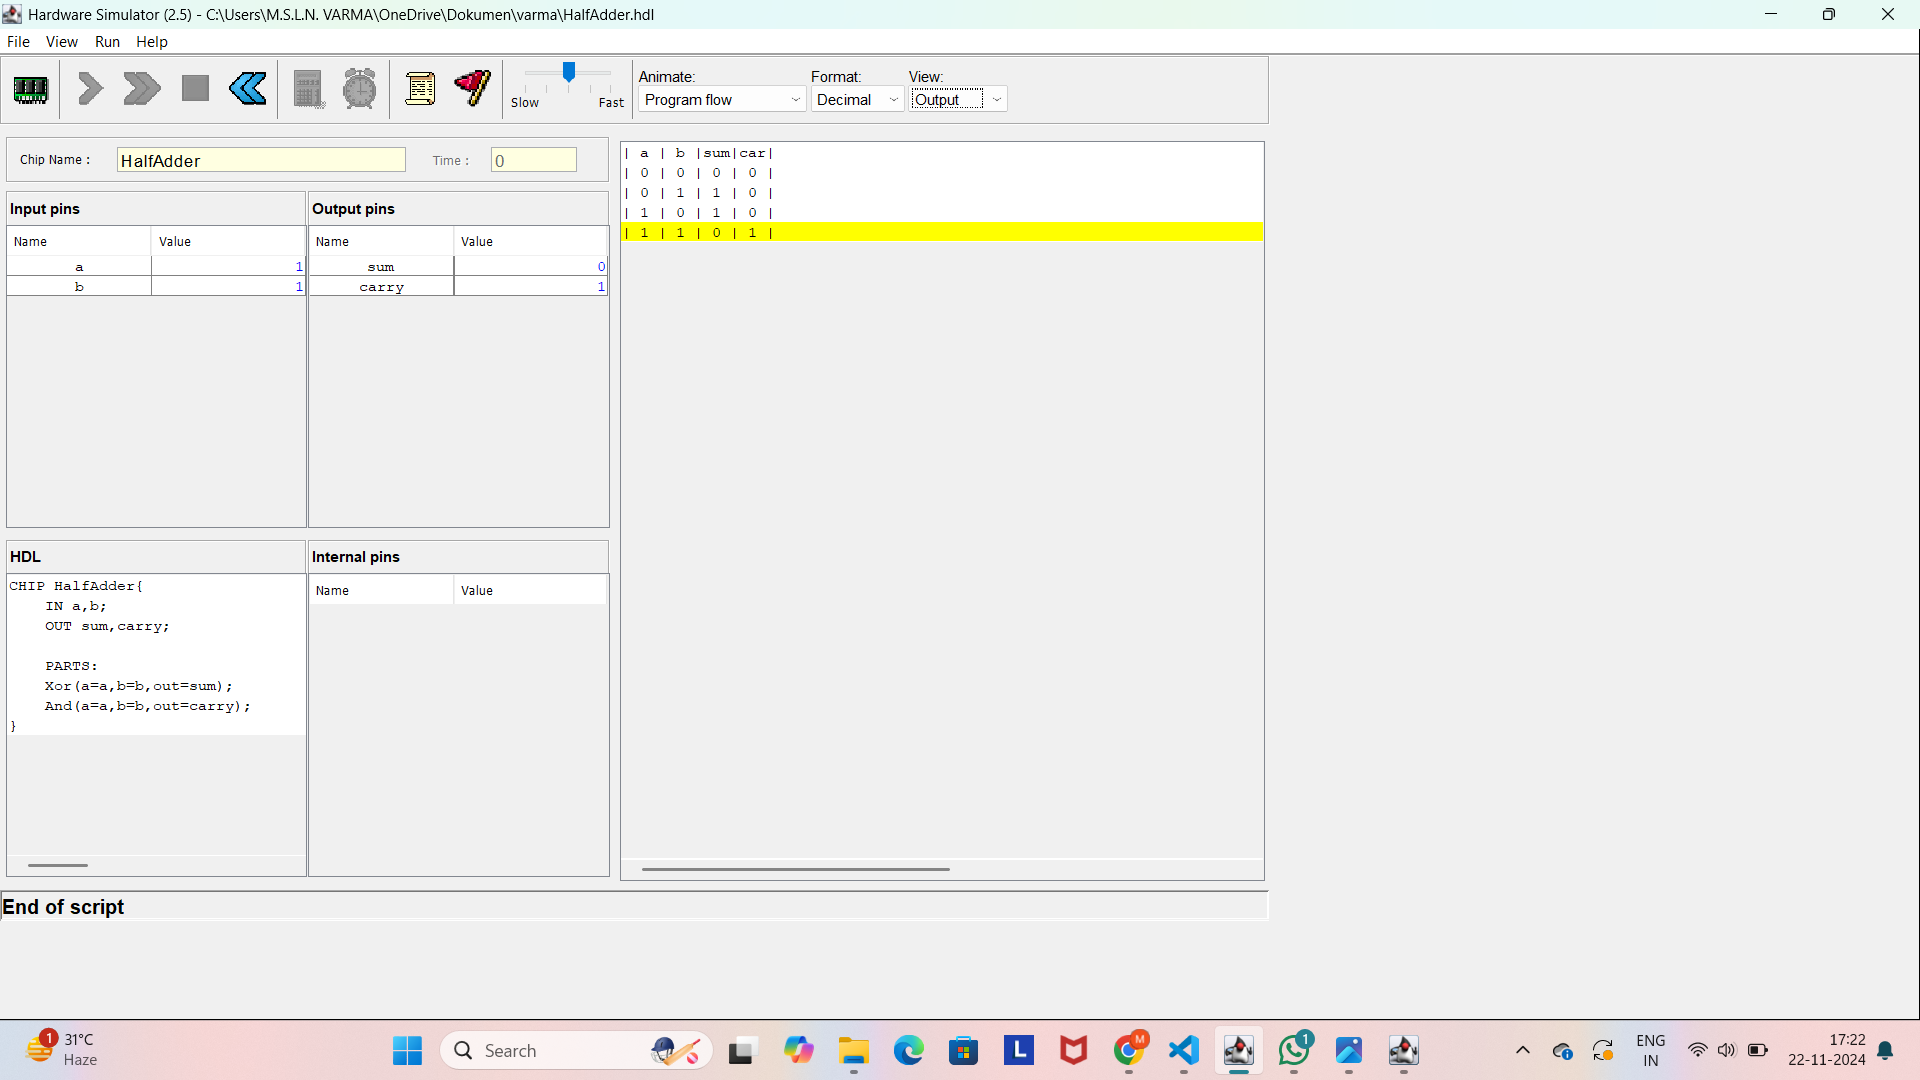 Hardware Simulator (2.5) - C:\Users\M.S.L.N. VARMA\OneDrive\Dokumen\varma\HalfAdder.hdl
File View Run Help
Slow Fast
Animate: Format: View:
Program flow Decimal Output
Chip Name : HalfAdder Time : 0
Input pins
Name Value
a 1
b 1
Output pins
Name Value
sum 0
carry 1
| a | b |sum|car|
| 0 | 0 | 0 | 0 |
| 0 | 1 | 1 | 0 |
| 1 | 0 | 1 | 0 |
| 1 | 1 | 0 | 1 |
HDL
CHIP HalfAdder{
IN a,b;
OUT sum,carry;
PARTS:
Xor(a=a,b=b,out=sum);
And(a=a,b=b,out=carry);
}
Internal pins
Name Value
End of script
1
31°C
Haze
Search
L
M
1
ENG
IN
17:22
22-11-2024